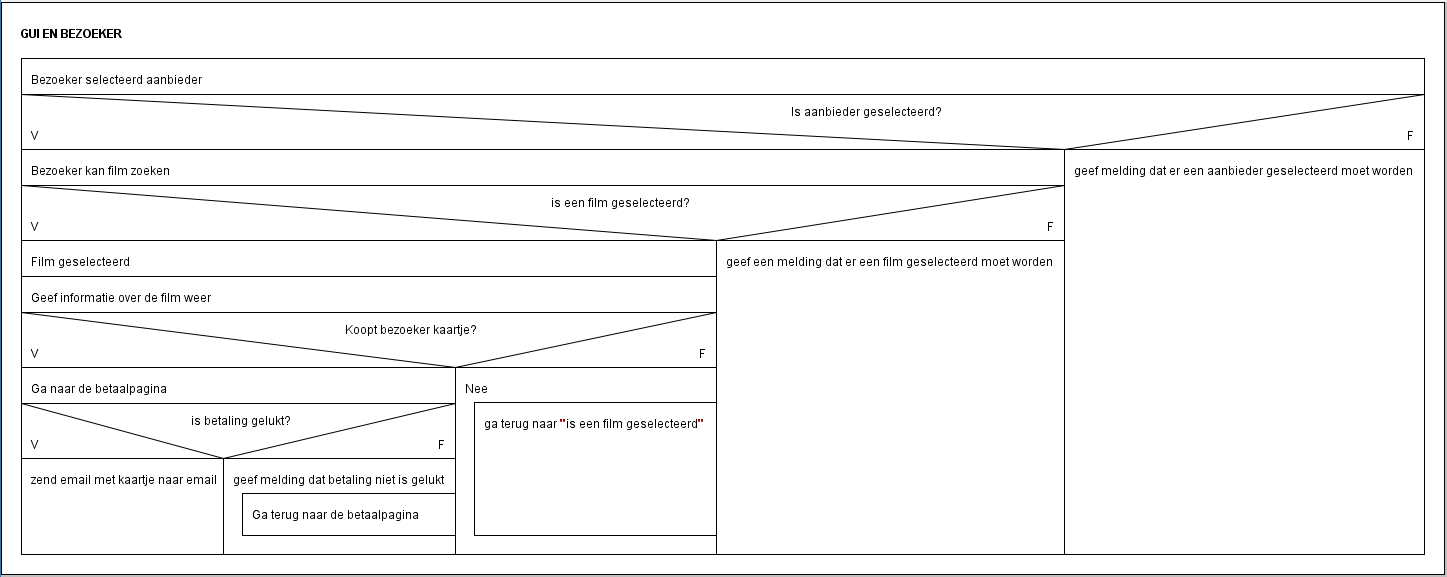 GUI EN BEZOEKER
Bezoeker selecteerd aanbieder
Is aanbieder geselecteerd?
V
F
Bezoeker kan film zoeken
geef melding dat er een aanbieder geselecteerd moet worden
is een film geselecteerd?
V
F
Film geselecteerd
geef een melding dat er een film geselecteerd moet worden
Geef informatie over de film weer
Koopt bezoeker kaartje?
V
F
Ga naar de betaalpagina
Nee
is betaling gelukt?
ga terug naar "is een film geselecteerd"
V
F
zend email met kaartje naar email
geef melding dat betaling niet is gelukt
Ga terug naar de betaalpagina